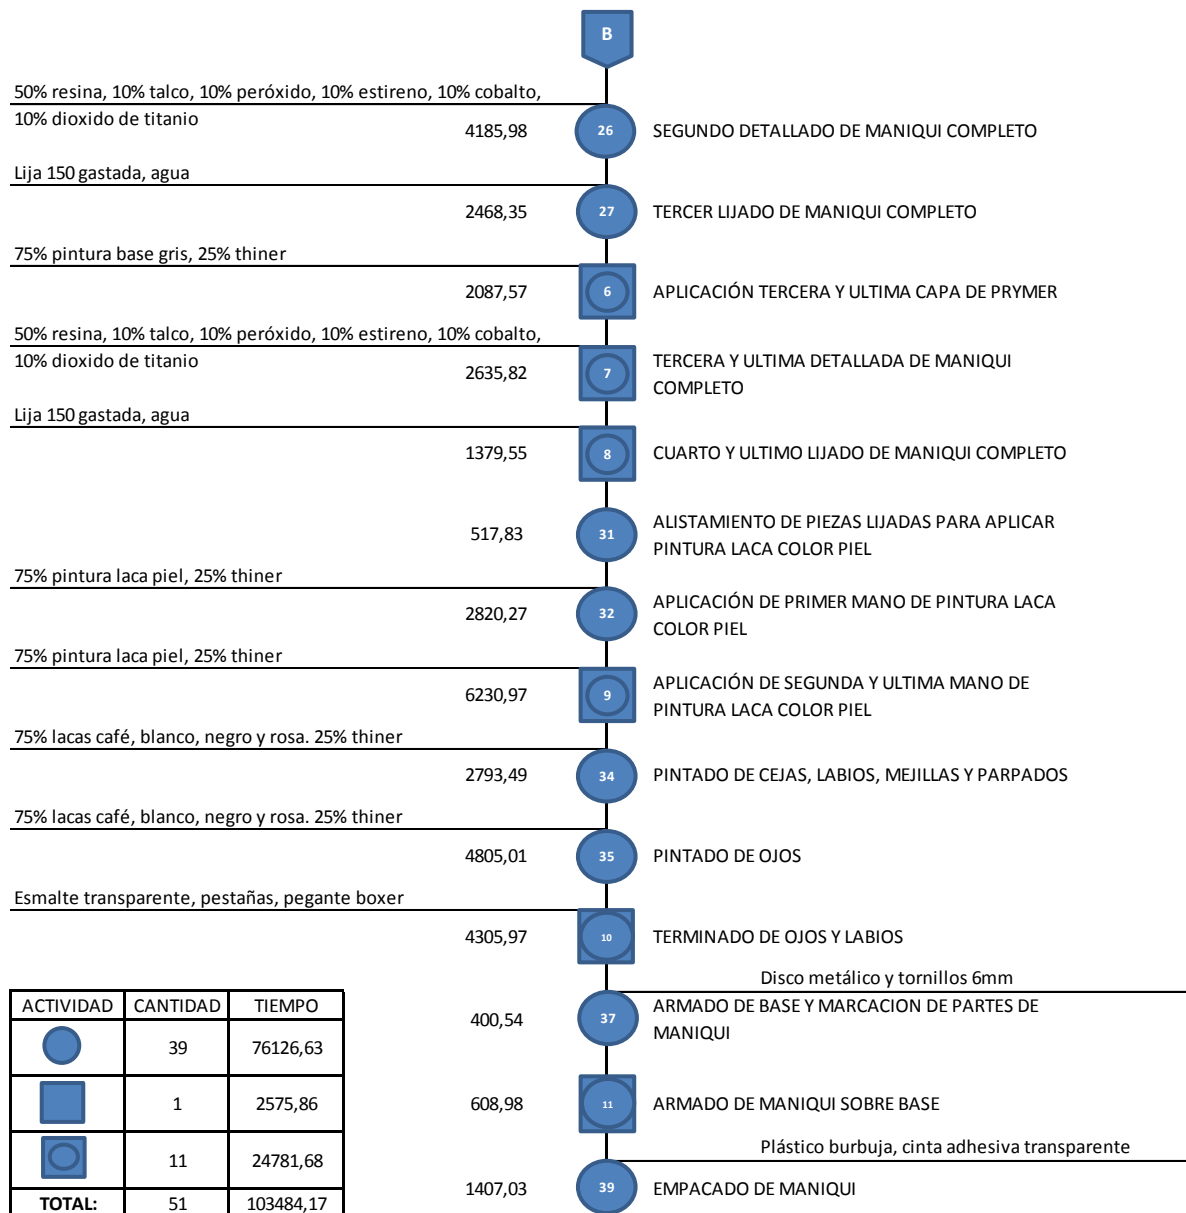 B
50% resina, 10% talco, 10% peróxido, 10% estireno, 10% cobalto,
10% dioxido de titanio
4185,98
26
SEGUNDO DETALLADO DE MANIQUI COMPLETO
Lija 150 gastada, agua
2468,35
27
TERCER LIJADO DE MANIQUI COMPLETO
75% pintura base gris, 25% thiner
2087,57
6
APLICACIÓN TERCERA Y ULTIMA CAPA DE PRYMER
50% resina, 10% talco, 10% peróxido, 10% estireno, 10% cobalto,
10% dioxido de titanio
2635,82
7
TERCERA Y ULTIMA DETALLADA DE MANIQUI
COMPLETO
Lija 150 gastada, agua
1379,55
8
CUARTO Y ULTIMO LIJADO DE MANIQUI COMPLETO
517,83
31
ALISTAMIENTO DE PIEZAS LIJADAS PARA APLICAR
PINTURA LACA COLOR PIEL
75% pintura laca piel, 25% thiner
2820,27
32
APLICACIÓN DE PRIMER MANO DE PINTURA LACA
COLOR PIEL
75% pintura laca piel, 25% thiner
6230,97
9
APLICACIÓN DE SEGUNDA Y ULTIMA MANO DE
PINTURA LACA COLOR PIEL
75% lacas café, blanco, negro y rosa. 25% thiner
2793,49
34
PINTADO DE CEJAS, LABIOS, MEJILLAS Y PARPADOS
75% lacas café, blanco, negro y rosa. 25% thiner
4805,01
35
PINTADO DE OJOS
Esmalte transparente, pestañas, pegante boxer
4305,97
10
TERMINADO DE OJOS Y LABIOS
Disco metálico y tornillos 6mm
400,54
37
ARMADO DE BASE Y MARCACION DE PARTES DE
MANIQUI
608,98
11
ARMADO DE MANIQUI SOBRE BASE
Plástico burbuja, cinta adhesiva transparente
1407,03
39
EMPACADO DE MANIQUI
ACTIVIDAD CANTIDAD TIEMPO
39 76126,63
1 2575,86
11 24781,68
TOTAL: 51 103484,17